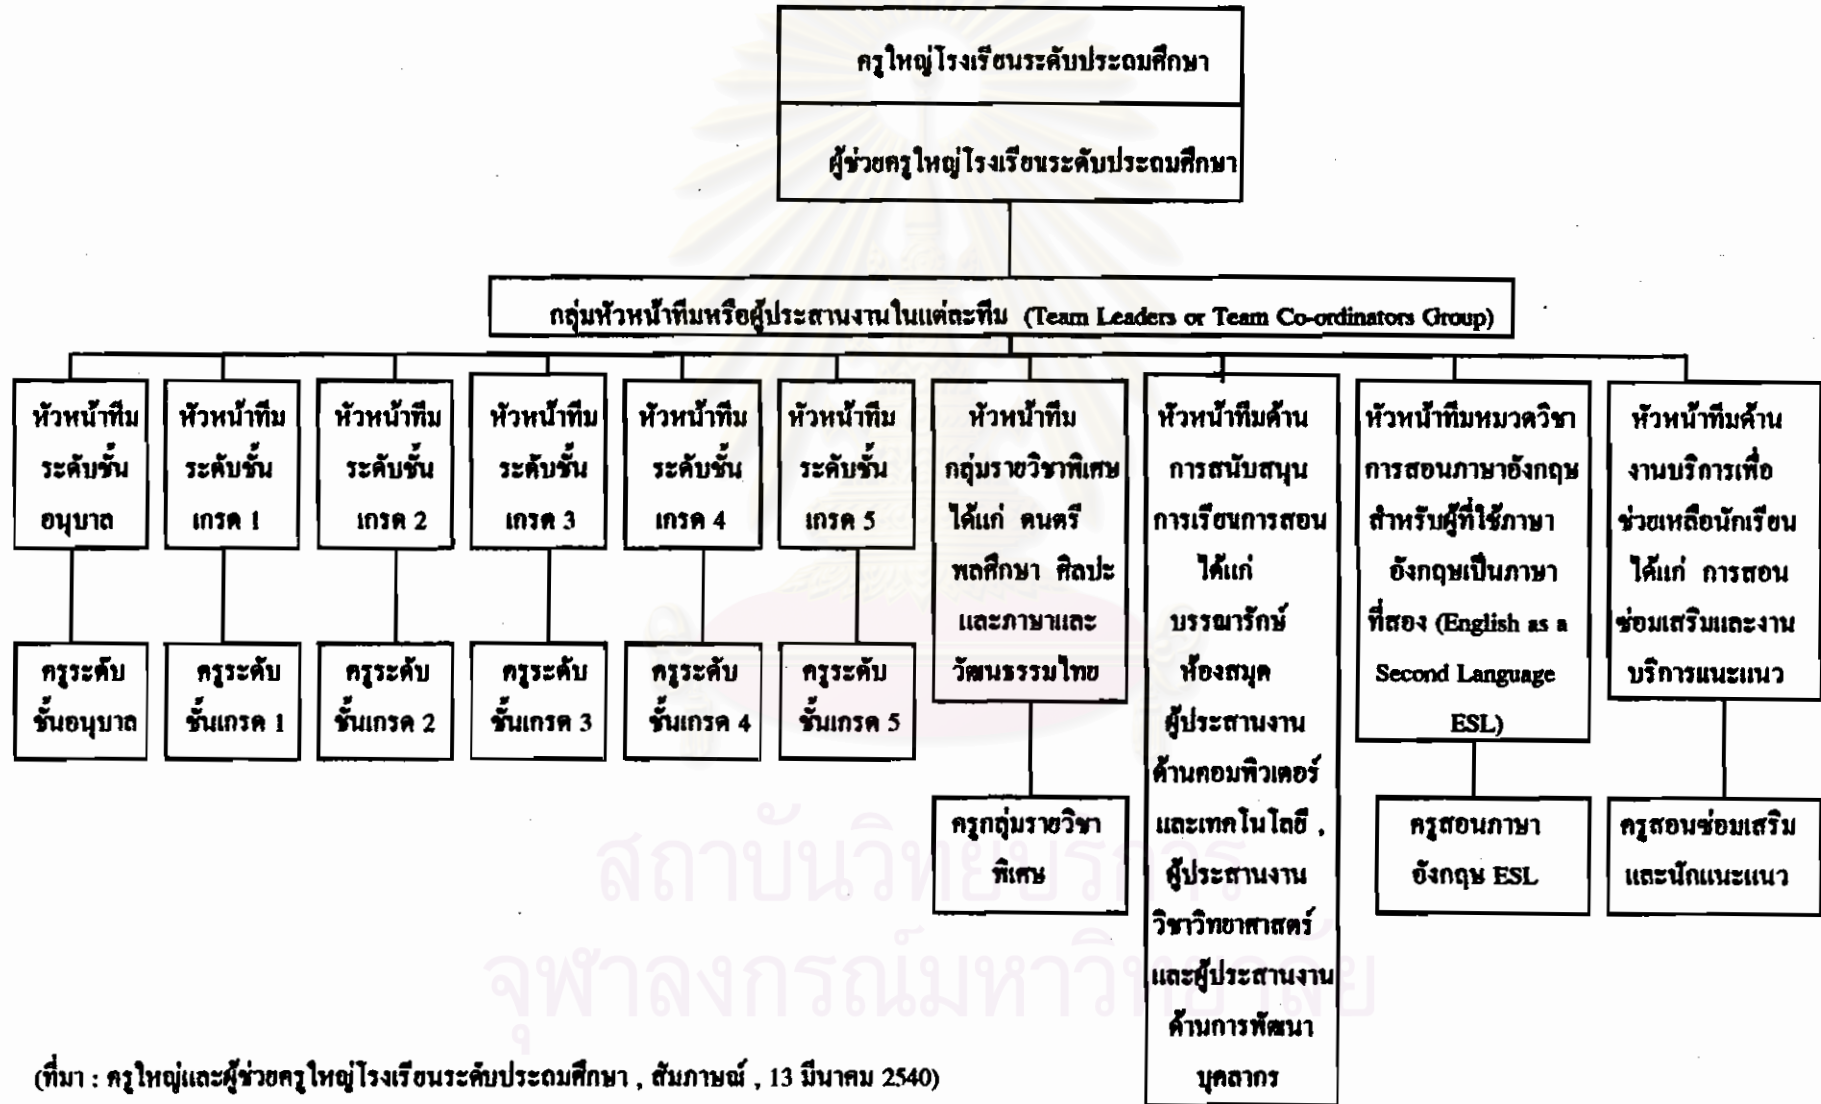 ครูใหญ่โรงเรียนระดับประถมศึกษา
ผู้ช่วยครูใหญ่โรงเรียนระดับประถมศึกษา
กลุ่มหัวหน้าทีมหรือผู้ประสานงานในแต่ละทีม (Team Leaders or Team Co-ordinators Group)
หัวหน้าทีม
ระดับชั้น
อนุบาล
หัวหน้าทีม
ระดับชั้น
เกรด 1
หัวหน้าทีม
ระดับชั้น
เกรด 2
หัวหน้าทีม
ระดับชั้น
เกรด 3
หัวหน้าทีม
ระดับชั้น
เกรด 4
หัวหน้าทีม
ระดับชั้น
เกรด 5
หัวหน้าทีม
กลุ่มรายวิชาพิเศษ
ได้แก่ ดนตรี
พลศึกษา ศิลปะ
และภาษาและ
วัฒนธรรมไทย
หัวหน้าทีมด้าน
การสนับสนุน
การเรียนการสอน
ได้แก่
บรรณารักษ์
ห้องสมุด
ผู้ประสานงาน
ด้านคอมพิวเตอร์
และเทคโนโลยี ,
ผู้ประสานงาน
วิชาวิทยาศาสตร์
และผู้ประสานงาน
ด้านการพัฒนา
บุคลากร
หัวหน้าทีมหมวดวิชา
การสอนภาษาอังกฤษ
สำหรับผู้ที่ใช้ภาษา
อังกฤษเป็นภาษา
ที่สอง (English as a
Second Language
ESL)
หัวหน้าทีมด้าน
งานบริการเพื่อ
ช่วยเหลือนักเรียน
ได้แก่ การสอน
ซ่อมเสริมและงาน
บริการแนะแนว
ครูระดับ
ชั้นอนุบาล
ครูระดับ
ชั้นเกรด 1
ครูระดับ
ชั้นเกรด 2
ครูระดับ
ชั้นเกรด 3
ครูระดับ
ชั้นเกรด 4
ครูระดับ
ชั้นเกรด 5
ครูกลุ่มรายวิชา
พิเศษ
ครูสอนภาษา
อังกฤษ ESL
ครูสอนซ่อมเสริม
และนักแนะแนว
สถาบันวิทยบริการ
จุฬาลงกรณ์มหาวิทยาลัย
(ที่มา : ครูใหญ่และผู้ช่วยครูใหญ่โรงเรียนระดับประถมศึกษา , สัมภาษณ์ , 13 มีนาคม 2540)